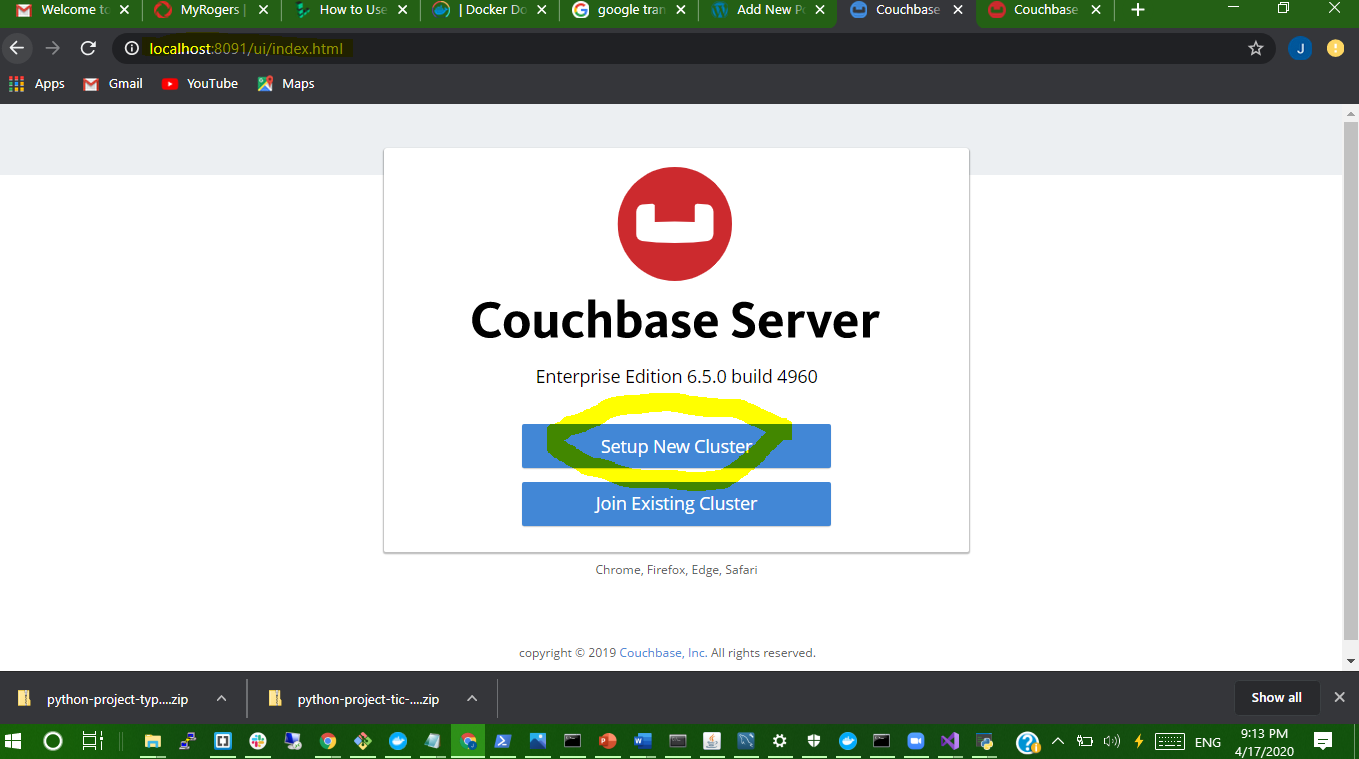 Welcome to
MyRogers |
How to Use
| Docker Do
google tran
Add New Po
Couchbase
Couchbase
localhost:8091/ui/index.html
J
Apps
Gmail
YouTube
Maps
Couchbase Server
Enterprise Edition 6.5.0 build 4960
Setup New Cluster
Join Existing Cluster
Chrome, Firefox, Edge, Safari
copyright © 2019 Couchbase, Inc. All rights reserved.
python-project-typ....zip
python-project-tic-....zip
Show all
ENG
9:13 PM
4/17/2020